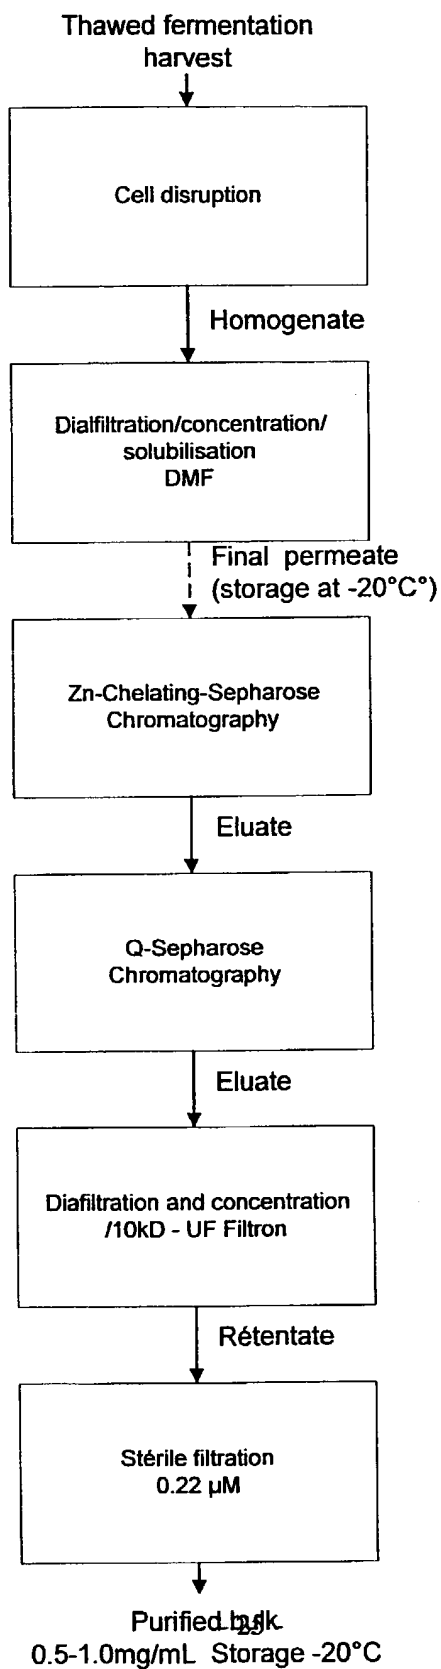 Thawed fermentation
harvest
Cell disruption
Homogenate
Dialfiltration/concentration/
solubilisation
DMF
Final permeate
(storage at -20°C°)
Zn-Chelating-Sepharose
Chromatography
Eluate
Q-Sepharose
Chromatography
Eluate
Diafiltration and concentration
/10kD - UF Filtron
Rétentate
Stérile filtration
0.22 µM
Purified bulk
0.5-1.0mg/mL Storage -20°C